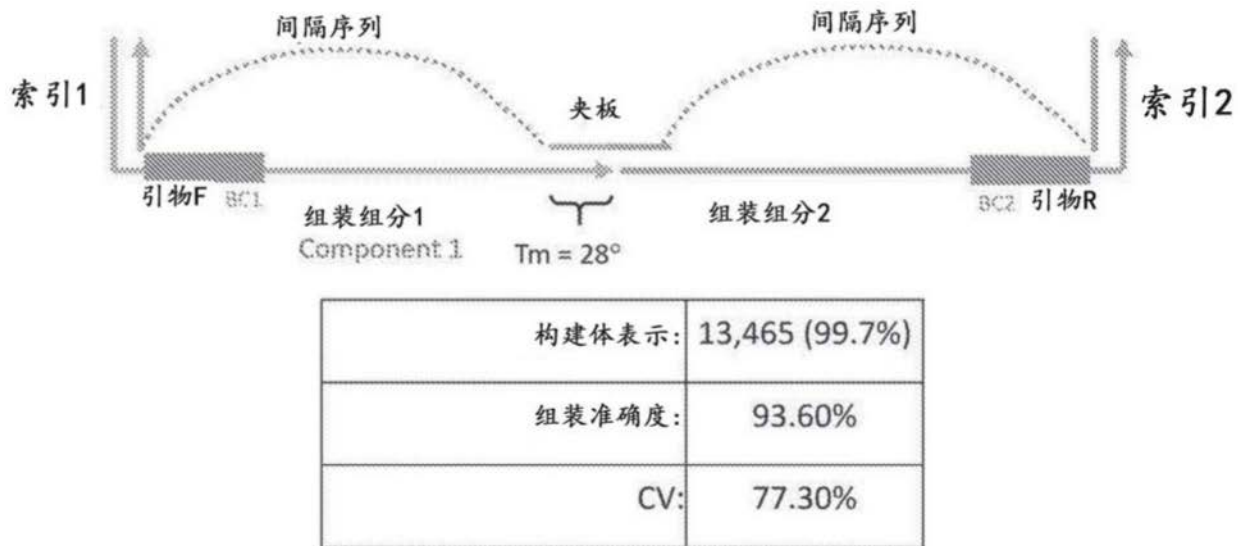 间隔序列 间隔序列
索引1 夹板 索引2
引物F BC1 组装组分1 组装组分2 BC2 引物R
Component 1 Tm = 28°
构建体表示: 13,465 (99.7%)
组装准确度: 93.60%
CV: 77.30%